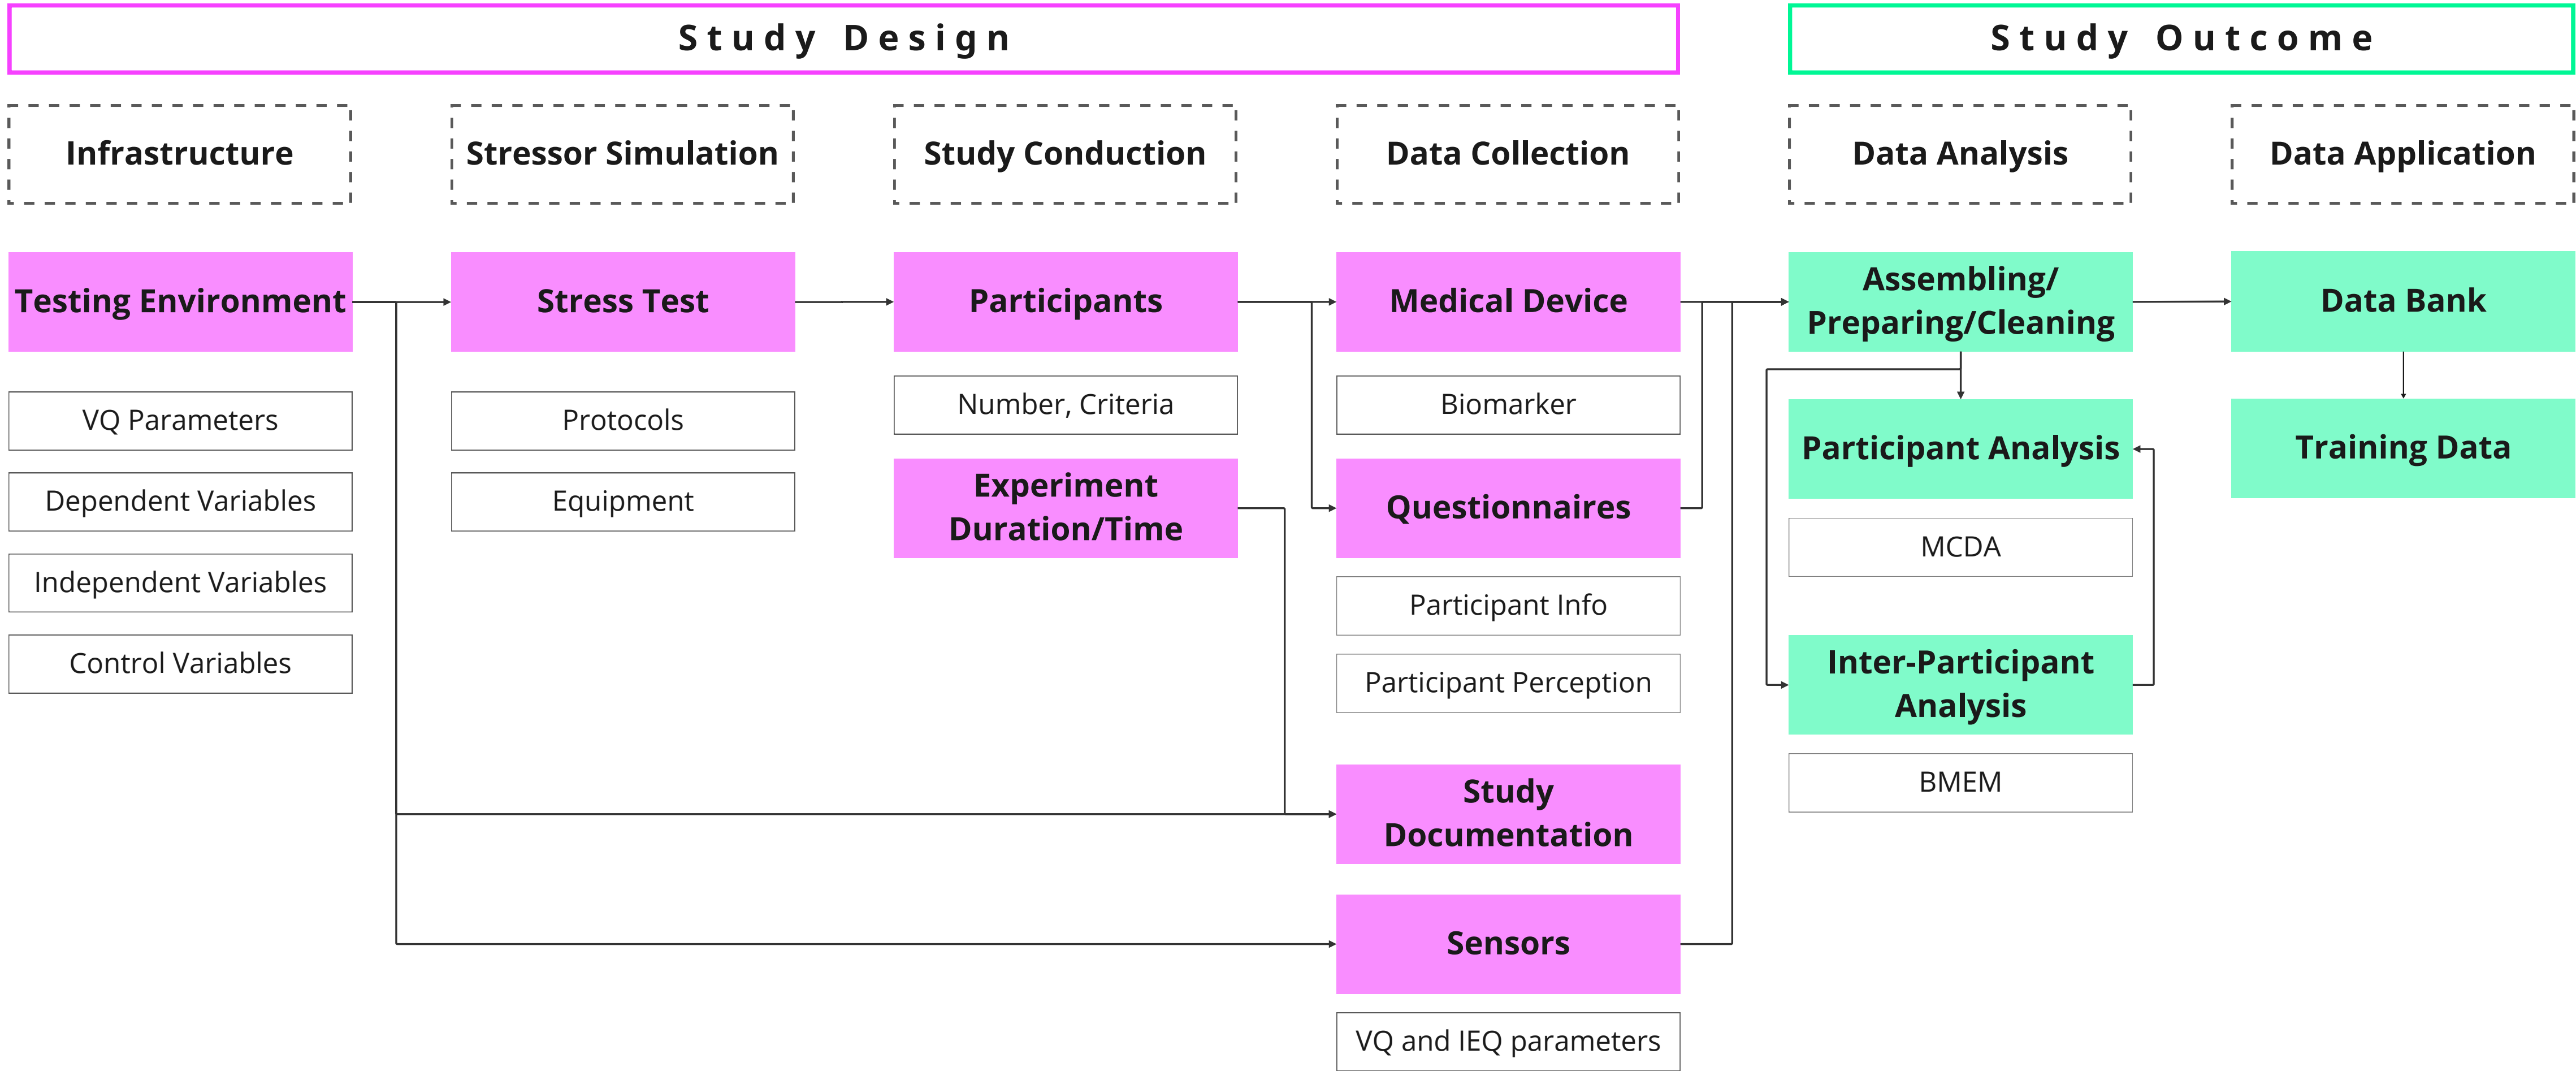 Study Design
Study Outcome
Infrastructure
Stressor Simulation
Study Conduction
Data Collection
Data Analysis
Data Application
Testing Environment
VQ Parameters
Dependent Variables
Independent Variables
Control Variables
Stress Test
Protocols
Equipment
Participants
Number, Criteria
Experiment
Duration/Time
Medical Device
Biomarker
Questionnaires
Participant Info
Participant Perception
Study
Documentation
Sensors
VQ and IEQ parameters
Assembling/
Preparing/Cleaning
Participant Analysis
MCDA
Inter-Participant
Analysis
BMEM
Data Bank
Training Data